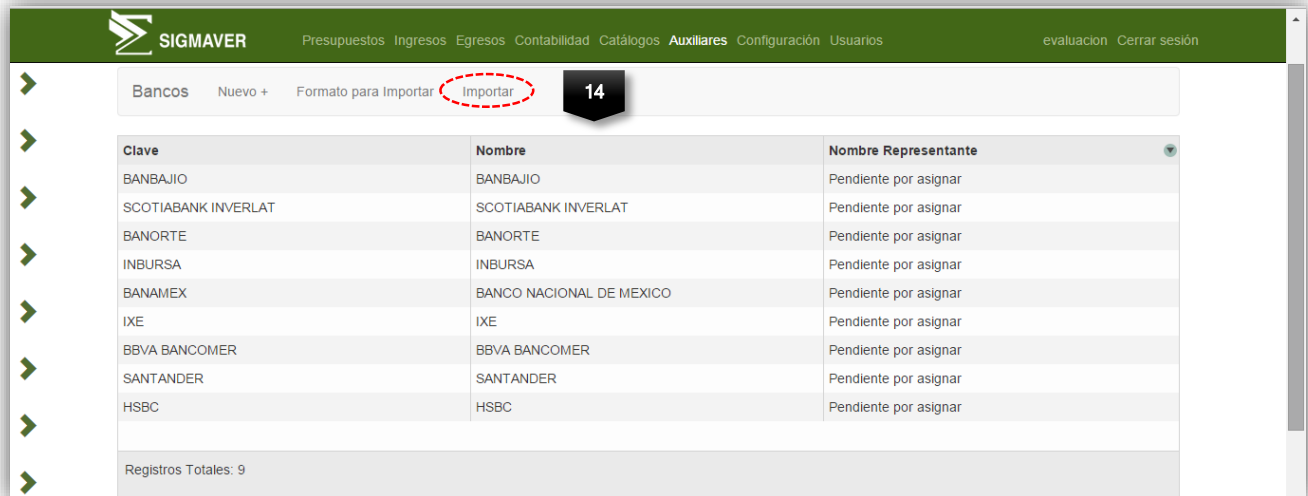 SIGMAVER Presupuestos Ingresos Egresos Contabilidad Catálogos Auxiliares Configuración Usuarios evaluacion Cerrar sesión
Bancos Nuevo + Formato para Importar Importar 14
Clave Nombre Nombre Representante
BANBAJIO BANBAJIO Pendiente por asignar
SCOTIABANK INVERLAT SCOTIABANK INVERLAT Pendiente por asignar
BANORTE BANORTE Pendiente por asignar
INBURSA INBURSA Pendiente por asignar
BANAMEX BANCO NACIONAL DE MEXICO Pendiente por asignar
IXE IXE Pendiente por asignar
BBVA BANCOMER BBVA BANCOMER Pendiente por asignar
SANTANDER SANTANDER Pendiente por asignar
HSBC HSBC Pendiente por asignar
Registros Totales: 9